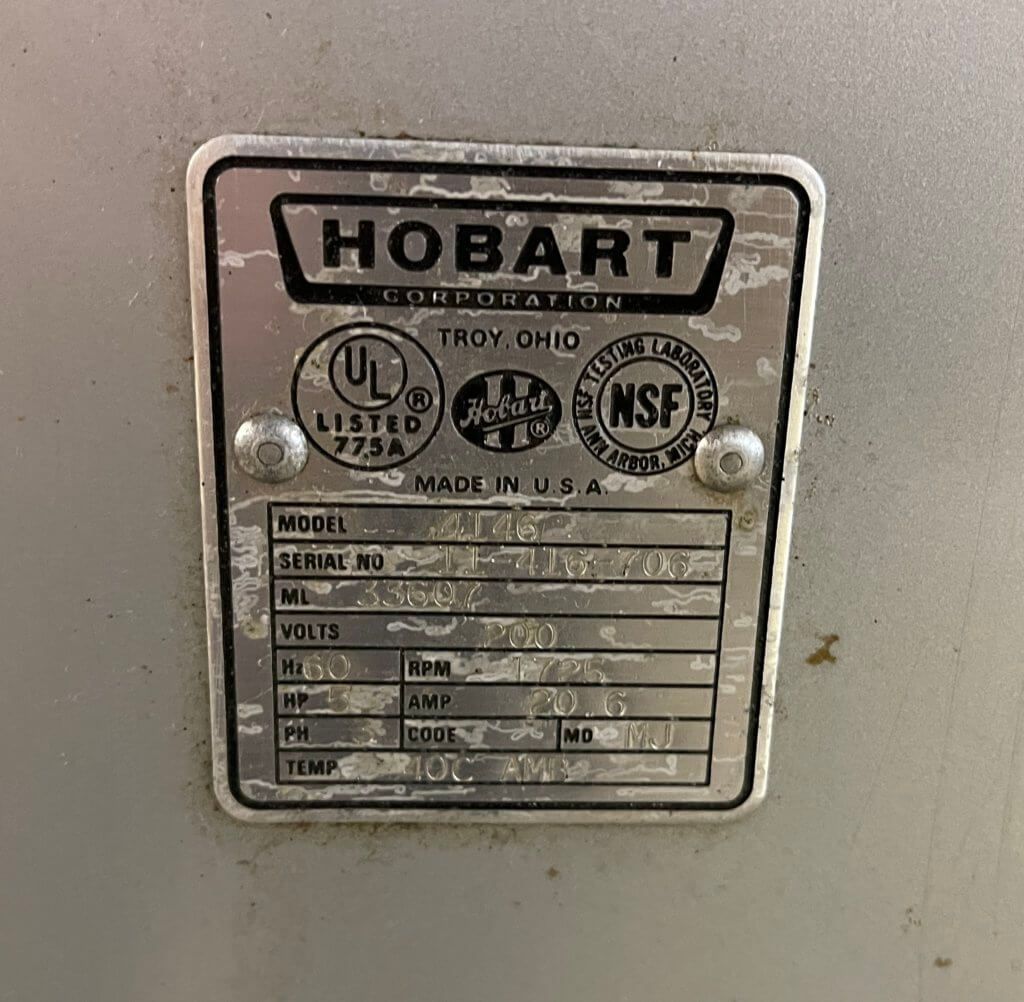 HOBART
CORPORATION
TROY, OHIO
UL ®
LISTED
775A
Hobart ®
NSF TESTING LABORATORY
NSF
ANN ARBOR, MICH.
MADE IN U.S.A.
MODEL 4146
SERIAL NO 11-416-706
ML 33607
VOLTS 200
Hz 60 RPM 1725
HP 5 AMP 20.6
PH 3 CODE MD MJ
TEMP 40C AMB